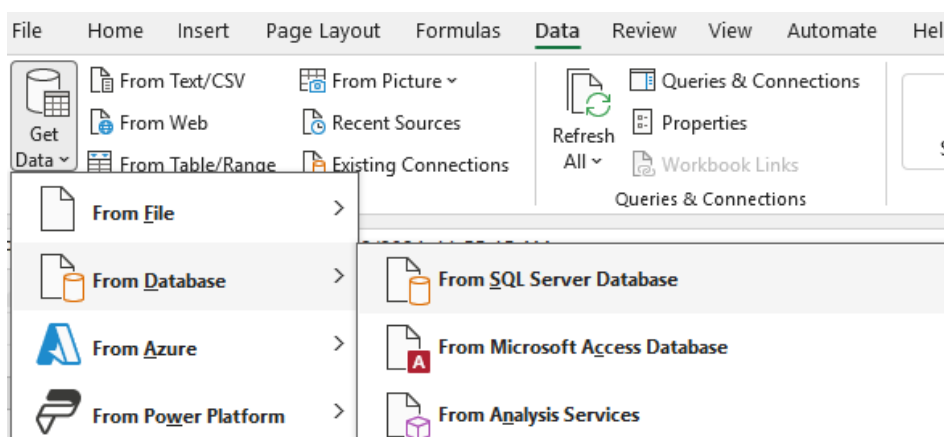 File Home Insert Page Layout Formulas Data Review View Automate Hel
From Text/CSV From Picture Queries & Connections
From Web Recent Sources Properties
Get Data From Table/Range Existing Connections Refresh All Workbook Links
Queries & Connections
From File
From Database
From Azure
From Power Platform
From SQL Server Database
From Microsoft Access Database
A
From Analysis Services